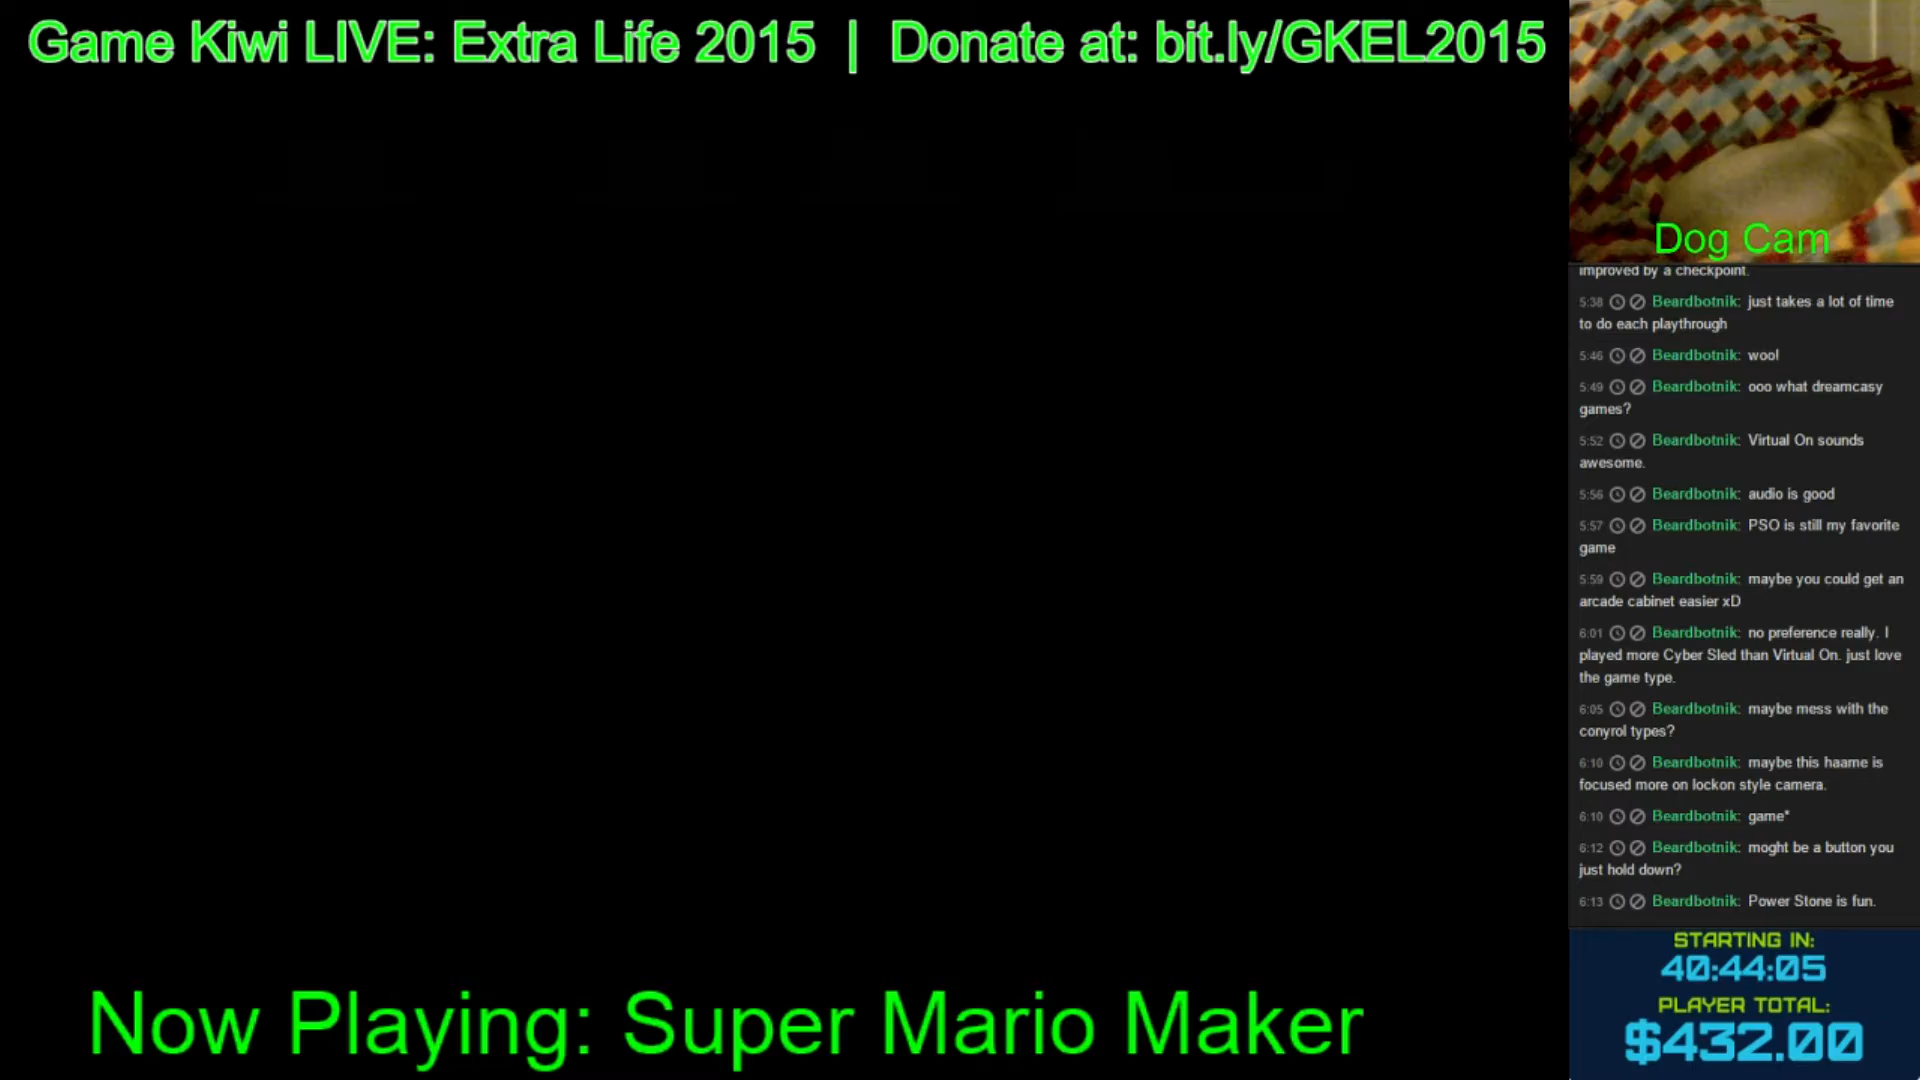 Game Kiwi LIVE: Extra Life 2015 | Donate at: bit.ly/GKEL2015
Dog Cam
improved by a checkpoint.
5:38 Beardbotnik: just takes a lot of time
to do each playthrough
5:46 Beardbotnik: woo!
5:49 Beardbotnik: ooo what dreamcasy
games?
5:52 Beardbotnik: Virtual On sounds
awesome.
5:56 Beardbotnik: audio is good
5:57 Beardbotnik: PSO is still my favorite
game
5:59 Beardbotnik: maybe you could get an
arcade cabinet easier xD
6:01 Beardbotnik: no preference really. I
played more Cyber Sled than Virtual On. just love
the game type.
6:05 Beardbotnik: maybe mess with the
conyrol types?
6:10 Beardbotnik: maybe this haame is
focused more on lockon style camera.
6:10 Beardbotnik: game*
6:12 Beardbotnik: moght be a button you
just hold down?
6:13 Beardbotnik: Power Stone is fun.
STARTING IN:
40:44:05
PLAYER TOTAL:
$432.00
Now Playing: Super Mario Maker